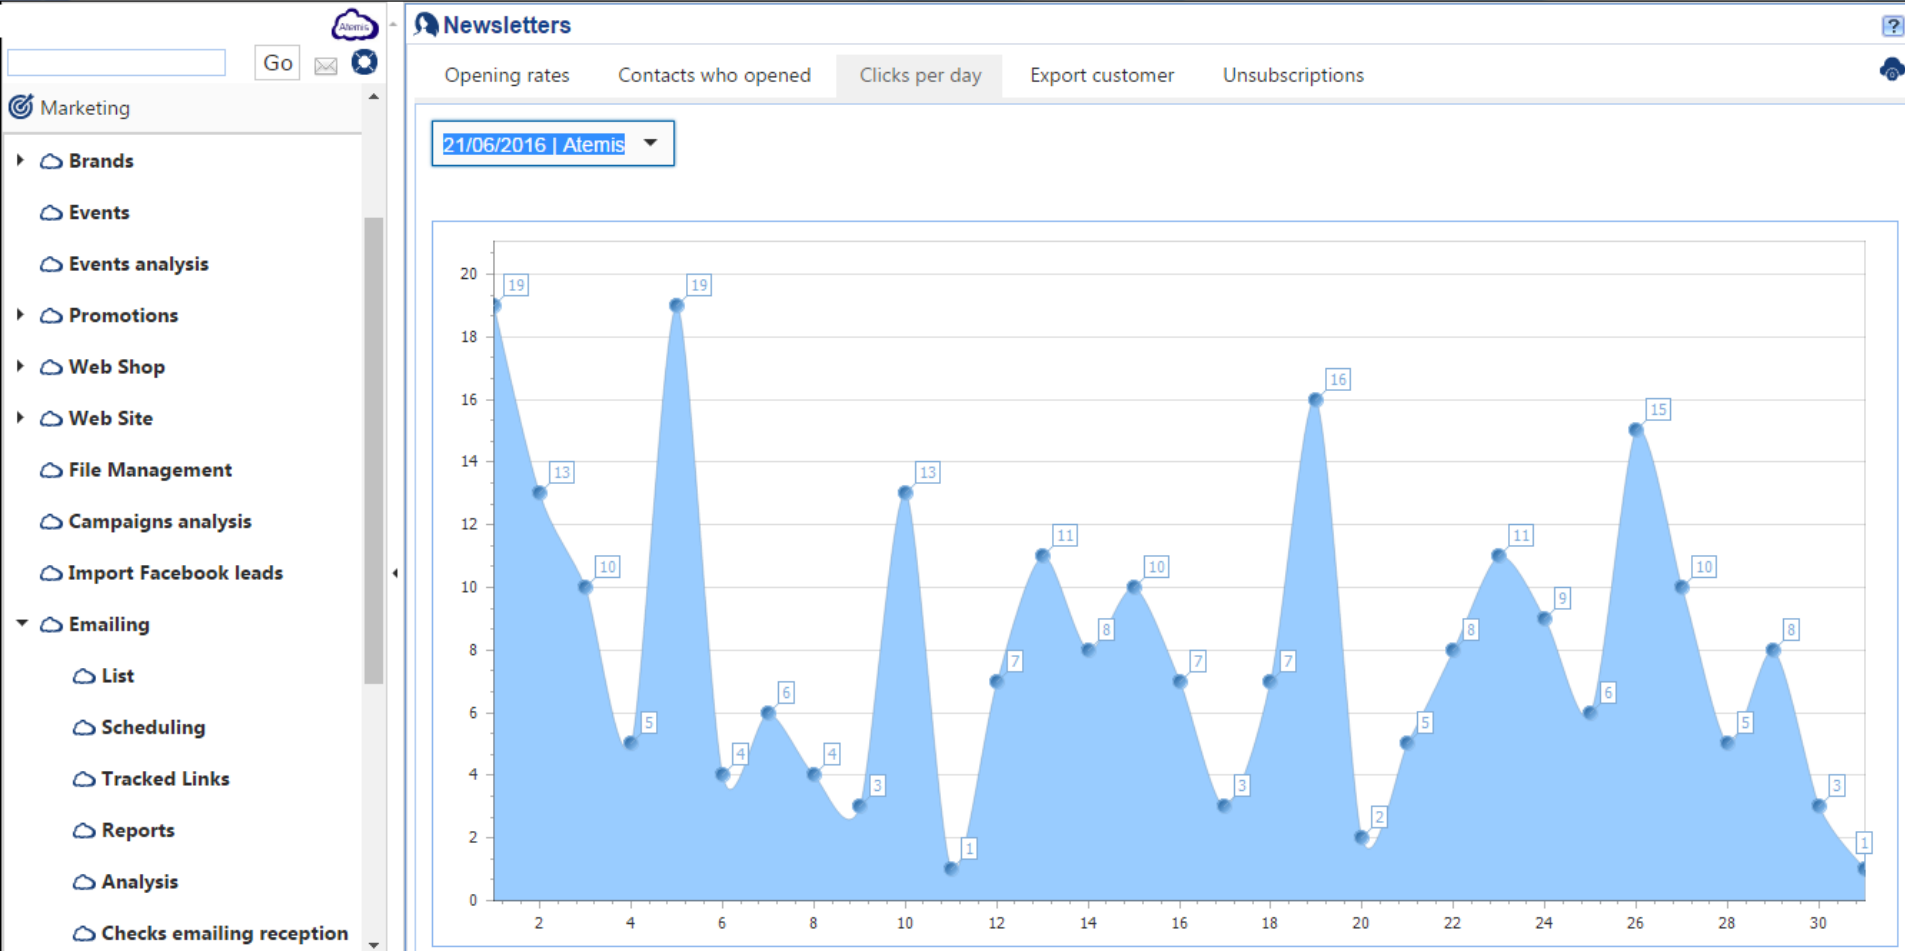 Atemis
Go
Marketing
Brands
Events
Events analysis
Promotions
Web Shop
Web Site
File Management
Campaigns analysis
Import Facebook leads
Emailing
List
Scheduling
Tracked Links
Reports
Analysis
Checks emailing reception
Newsletters
?
Opening rates Contacts who opened Clicks per day Export customer Unsubscriptions
21/06/2016 | Atemis
20
18
16
14
12
10
8
6
4
2
0
19
13
10
5
19
4
6
4
3
13
1
7
11
8
10
7
3
7
16
2
5
8
11
9
6
15
10
5
8
3
1
2 4 6 8 10 12 14 16 18 20 22 24 26 28 30